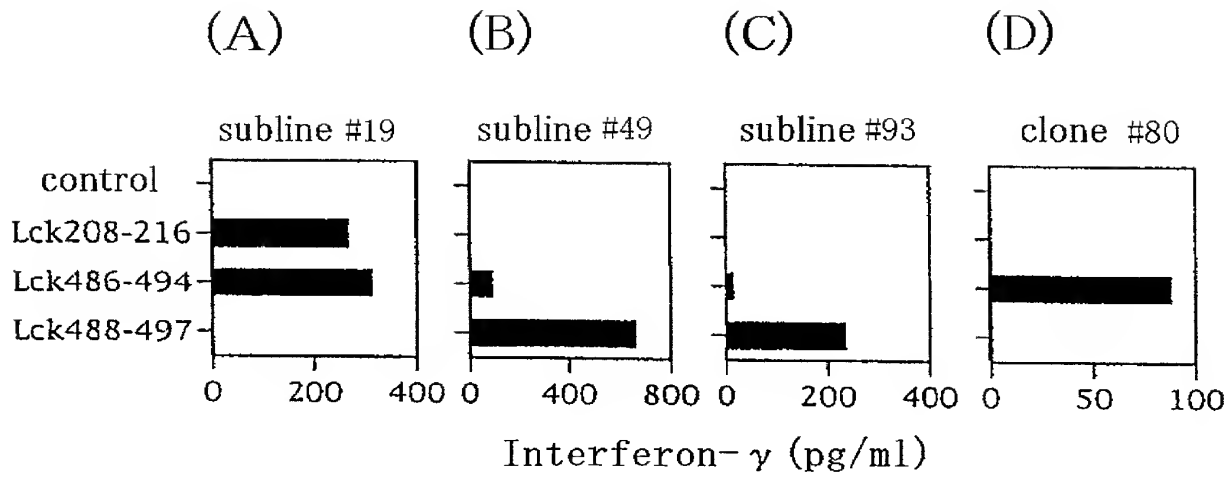 (A) (B) (C) (D)
subline #19 subline #49 subline #93 clone #80
control
Lck208-216
Lck486-494
Lck488-497
0 200 400 0 400 800 0 200 400 0 50 100
Interferon-γ (pg/ml)